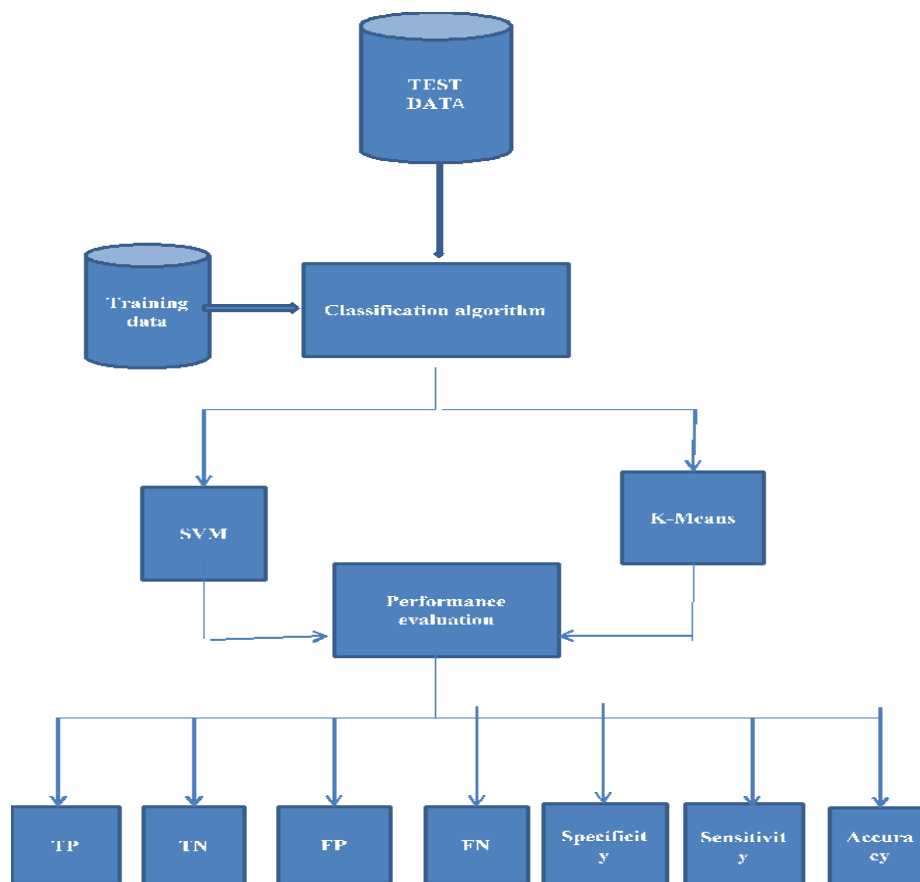 TEST
DATA
Training
data
Classification algorithm
SVM
K-Means
Performance
evaluation
TP
TN
FP
FN
Specificit
y
Sensitivit
y
Accura
cy